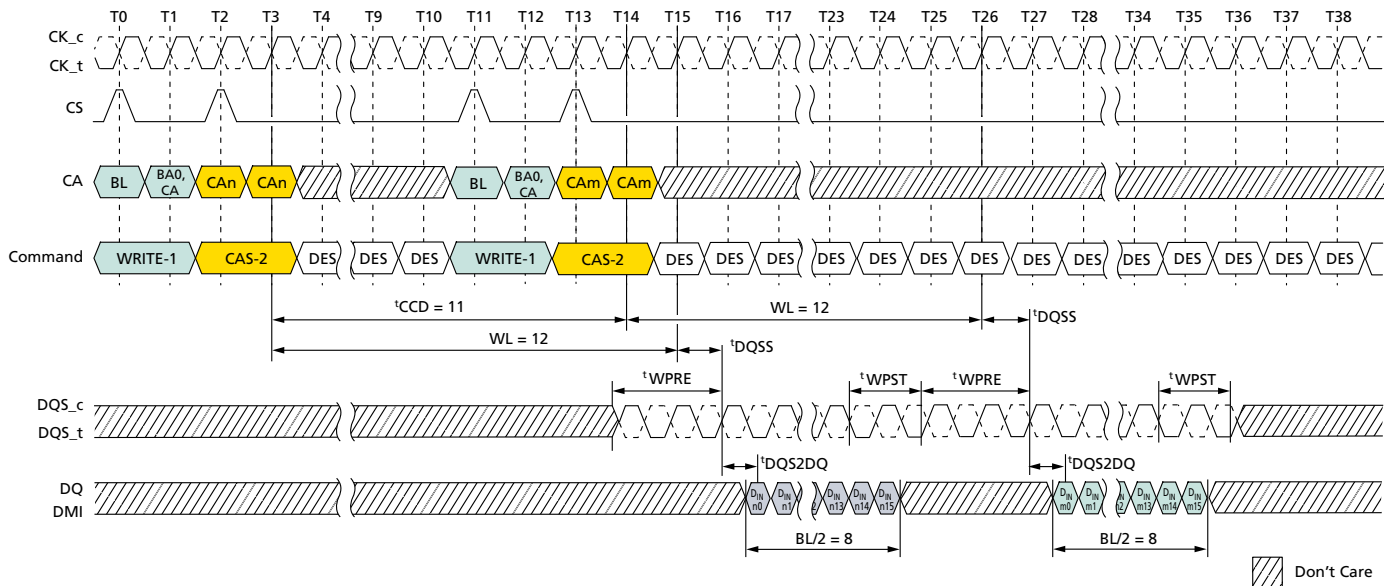 T0 T1 T2 T3 T4 T9 T10 T11 T12 T13 T14 T15 T16 T17 T23 T24 T25 T26 T27 T28 T34 T35 T36 T37 T38
CK_c
CK_t
CS
CA BL BA0, CA CAn CAn BL BA0, CA CAm CAm
Command WRITE-1 CAS-2 DES DES DES WRITE-1 CAS-2 DES DES DES DES DES DES DES DES DES DES DES DES DES DES
tCCD = 11 WL = 12 tDQSS
WL = 12 tDQSS
tWPRE tWPST tWPRE tWPST
DQS_c
DQS_t
tDQS2DQ tDQS2DQ
DQ
DMI
DIN n0 DIN n1 DIN n13 DIN n14 DIN n15 DIN m0 DIN m1 DIN m13 DIN m14 DIN m15
BL/2 = 8 BL/2 = 8
Don't Care